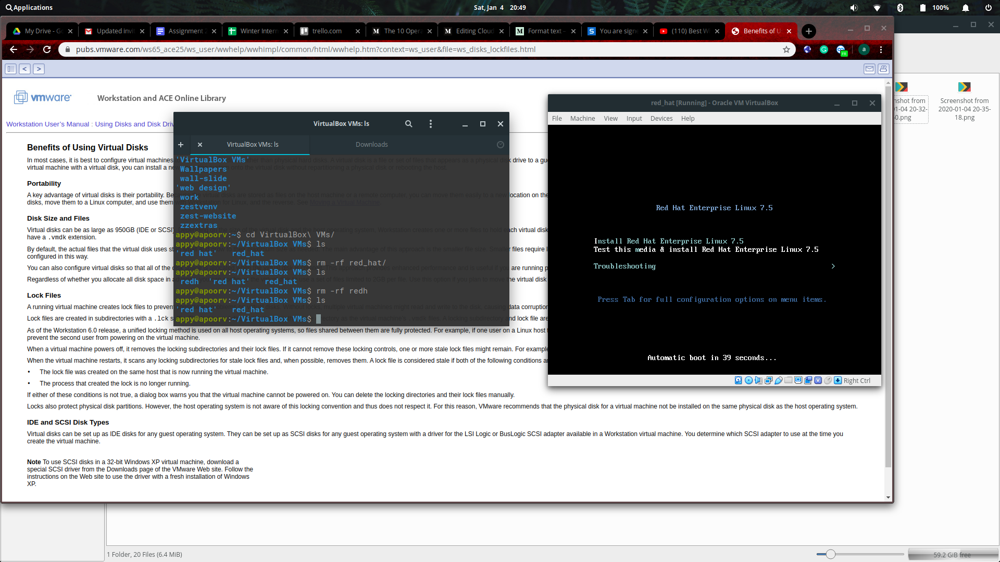 Applications
Sat, Jan 4 20:49
100%
My Drive - Go
Updated invi
Assignment 2
Winter Intern
trello.com
The 10 Opera
Editing Cloud
Format text -
You are signe
(110) Best W
Benefits of U
pubs.vmware.com/ws65_ace25/ws_user/wwhelp/wwhimpl/common/html/wwhelp.htm?context=ws_user&file=ws_disks_lockfiles.html
FR
a
< >
vmware
Workstation and ACE Online Library
Workstation User's Manual : Using Disks and Disk Driv
Benefits of Using Virtual Disks
In most cases, it is best to configure virtual machines
drive to a gu
virtual machine with a virtual disk, you can install a ne
Portability
A key advantage of virtual disks is their portability. Be
location on the
disks, move them to a Linux computer, and use them
Disk Size and Files
Virtual disks can be as large as 950GB (IDE or SCSI)
each virtual disk
have a .vmdk extension.
By default, the actual files that the virtual disk uses st
files require l
configured in this way.
You can also configure virtual disks so that all of the d
are running p
Regardless of whether you allocate all disk space in a
the virtual disk
Lock Files
A running virtual machine creates lock files to prevent
data corruption
Lock files are created in subdirectories with a .lck s
and lock file are
As of the Workstation 6.0 release, a unified locking method is used on all host operating systems, so files shared between them are fully protected. For example, if one user on a Linux host t
prevent the second user from powering on the virtual machine.
When a virtual machine powers off, it removes the locking subdirectories and their lock files. If it cannot remove these locking controls, one or more stale lock files might remain. For example
When the virtual machine restarts, it scans any locking subdirectories for stale lock files and, when possible, removes them. A lock file is considered stale if both of the following conditions ar
• The lock file was created on the same host that is now running the virtual machine.
• The process that created the lock is no longer running.
If either of these conditions is not true, a dialog box warns you that the virtual machine cannot be powered on. You can delete the locking directories and their lock files manually.
Locks also protect physical disk partitions. However, the host operating system is not aware of this locking convention and thus does not respect it. For this reason, VMware recommends that the physical disk for a virtual machine not be installed on the same physical disk as the host operating system.
IDE and SCSI Disk Types
Virtual disks can be set up as IDE disks for any guest operating system. They can be set up as SCSI disks for any guest operating system with a driver for the LSI Logic or BusLogic SCSI adapter available in a Workstation virtual machine. You determine which SCSI adapter to use at the time you
create the virtual machine.
Note To use SCSI disks in a 32-bit Windows XP virtual machine, download a
special SCSI driver from the Downloads page of the VMware Web site. Follow the
instructions on the Web site to use the driver with a fresh installation of Windows
XP.
VirtualBox VMs: ls
VirtualBox VMs: ls
Downloads
'VirtualBox VMs'
Wallpapers
wall-slide
'web design'
work
zestvenv
zest-website
zzextras
appy@apoorv:~$ cd VirtualBox\ VMs/
appy@apoorv:~/VirtualBox VMs$ ls
'red hat' red_hat
appy@apoorv:~/VirtualBox VMs$ rm -rf red_hat/
appy@apoorv:~/VirtualBox VMs$ ls
redh 'red hat' red_hat
appy@apoorv:~/VirtualBox VMs$ rm -rf redh
appy@apoorv:~/VirtualBox VMs$ ls
'red hat' red_hat
appy@apoorv:~/VirtualBox VMs$
red_hat [Running] - Oracle VM VirtualBox
File Machine View Input Devices Help
Red Hat Enterprise Linux 7.5
Install Red Hat Enterprise Linux 7.5
Test this media & install Red Hat Enterprise Linux 7.5
Troubleshooting >
Press Tab for full configuration options on menu items.
Automatic boot in 39 seconds...
Right Ctrl
nshot from
01-04 20-32-
0.png
Screenshot from
2020-01-04 20-35-
18.png
1 Folder, 20 Files (6.4 MiB)
59.2 GiB free